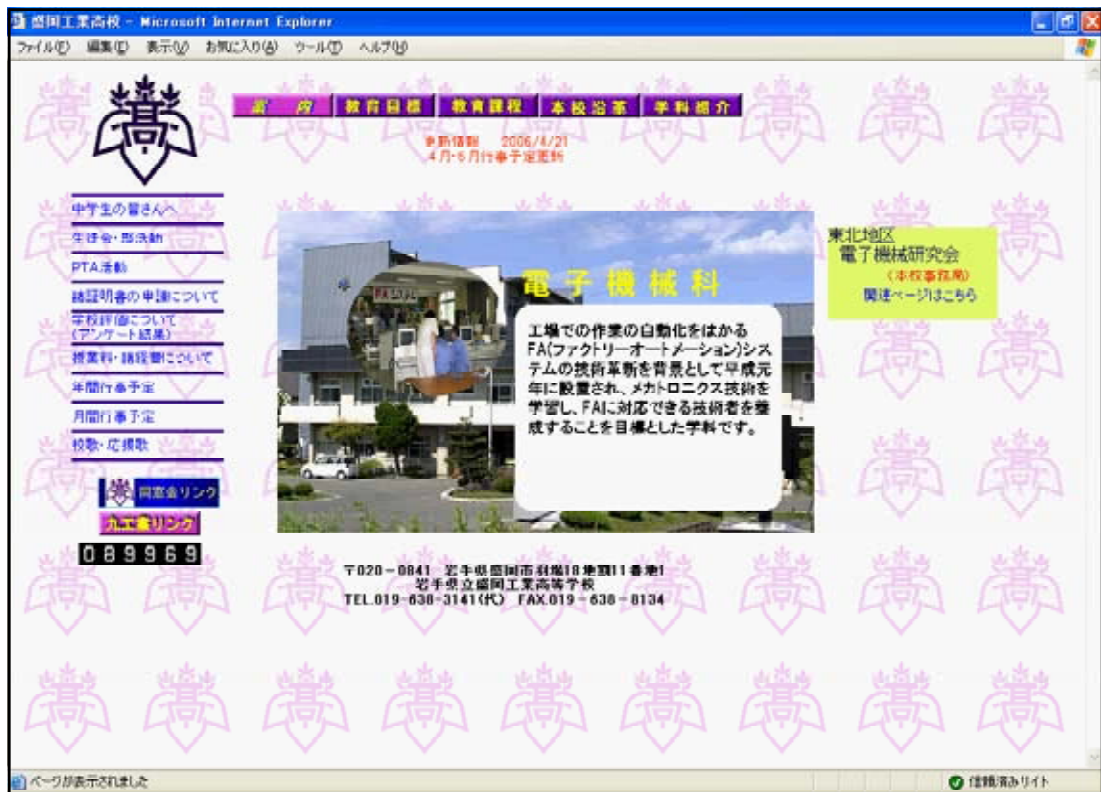 盛岡工業高校 - Microsoft Internet Explorer
ファイル(F) 編集(E) 表示(V) お気に入り(A) ツール(T) ヘルプ(H)
高
案 内 教育目標 教育課程 本校沿革 学科紹介
更新情報 2006/4/21
4月・5月行事予定更新
中学生の皆さんへ
生徒会・部活動
PTA活動
諸証明書の申請について
学校評価について
(アンケート結果)
授業料・諸経費について
年間行事予定
月間行事予定
校歌・応援歌
同窓会リンク
九工業リンク
089969
電子機械科
工場での作業の自動化をはかる
FA(ファクトリーオートメーション)シス
テムの技術革新を背景として平成元
年に設置され、メカトロニクス技術を
学習し、FAに対応できる技術者を養
成することを目標とした学科です。
東北地区
電子機械研究会
(本校事務局)
関連ページはこちら
〒020-0841 岩手県盛岡市羽場18地割11番地1
岩手県立盛岡工業高等学校
TEL.019-638-3141(代) FAX.019-638-8134
ページが表示されました
信頼済みサイト